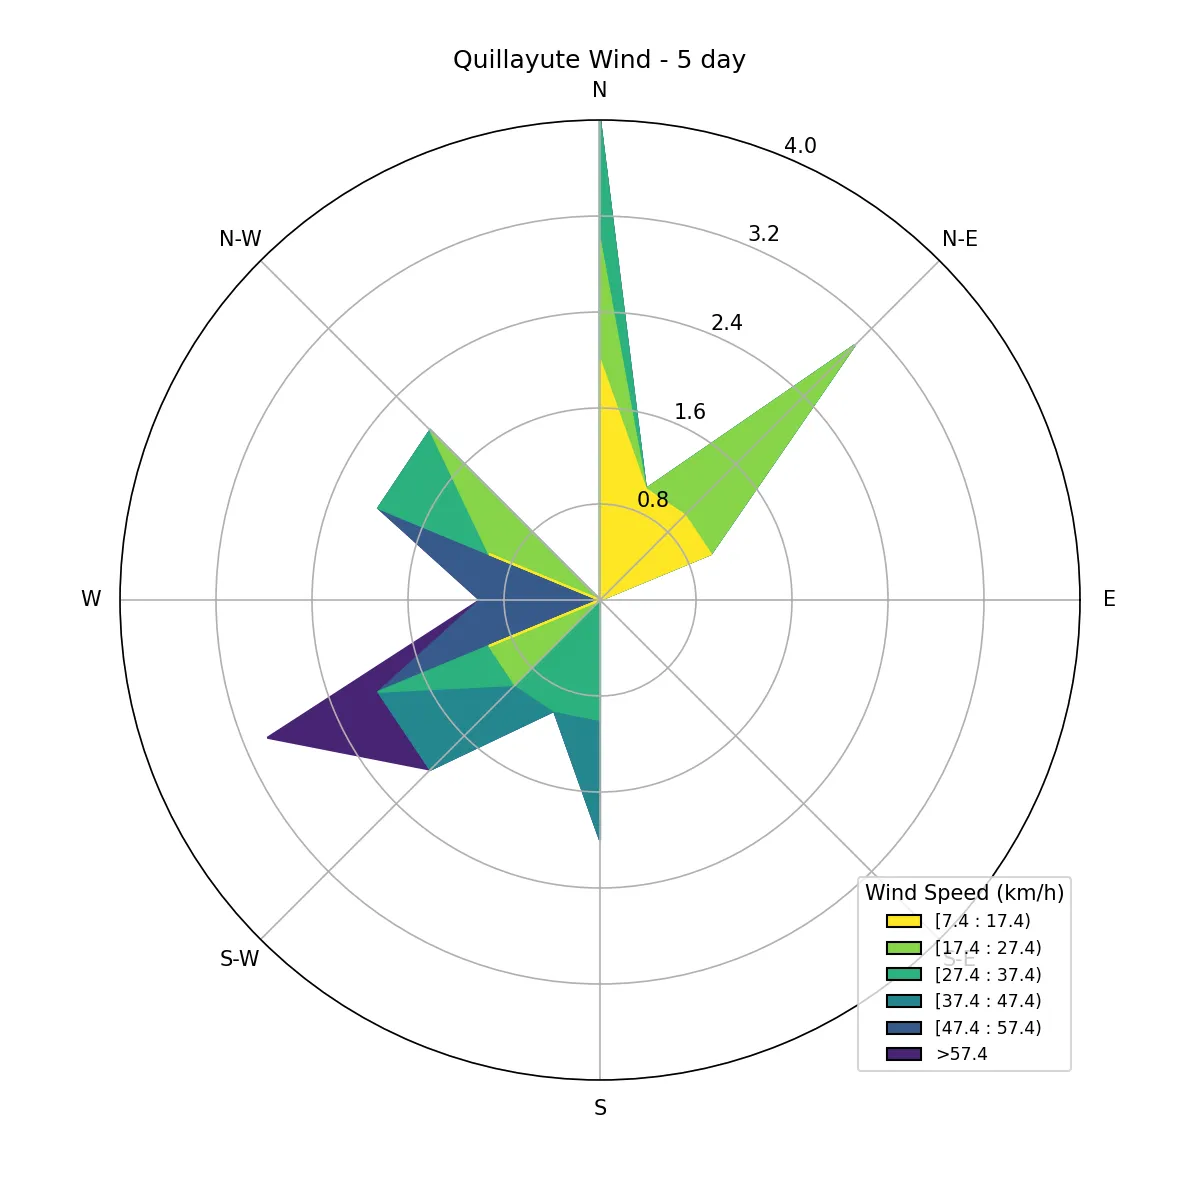 Quillayute Wind - 5 day
N
4.0
N-W
3.2
N-E
2.4
1.6
0.8
W
E
Wind Speed (km/h)
[7.4 : 17.4)
[17.4 : 27.4)
S-W
S-E
[27.4 : 37.4)
[37.4 : 47.4)
[47.4 : 57.4)
>57.4
S